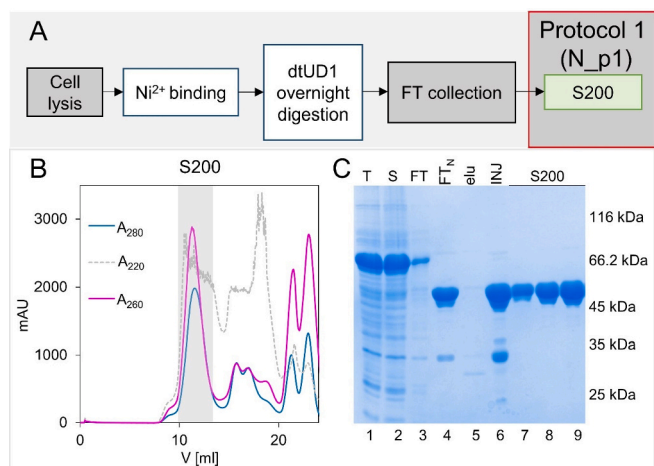 A
Cell
lysis
Ni²⁺ binding
dtUD1
overnight
digestion
FT collection
Protocol 1
(N_p1)
S200
B
S200
mAU
3000
2000
1000
0
A₂₈₀
A₂₂₀
A₂₆₀
0
10
20
V [ml]
C
T
S
FT
FTᴺ
elu
INJ
S200
116 kDa
66.2 kDa
45 kDa
35 kDa
25 kDa
1
2
3
4
5
6
7
8
9